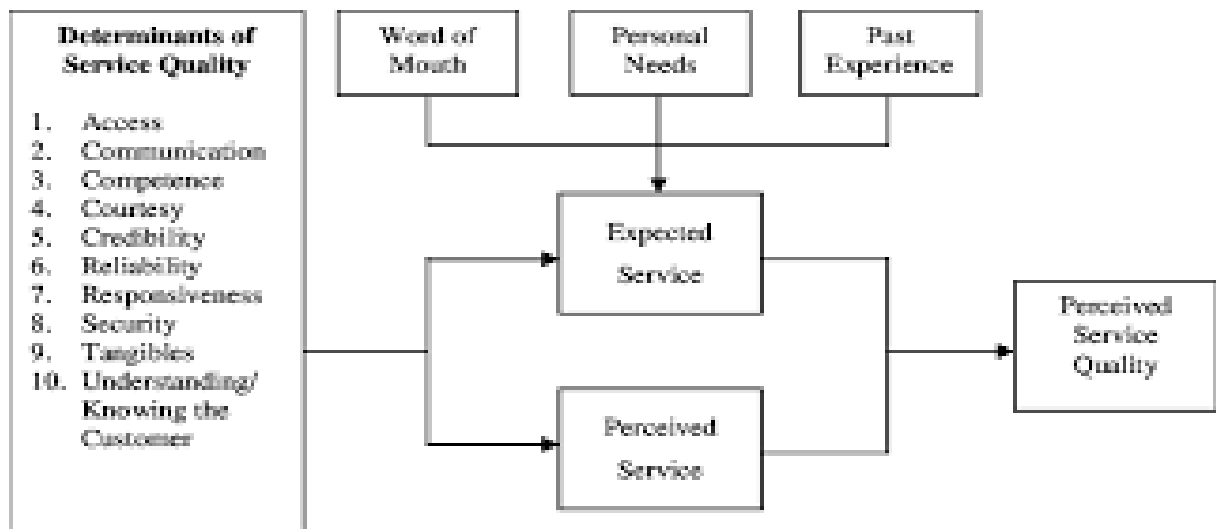 Determinants of
Service Quality
1. Access
2. Communication
3. Competence
4. Courtesy
5. Credibility
6. Reliability
7. Responsiveness
8. Security
9. Tangibles
10. Understanding/
Knowing the
Customer
Word of
Mouth
Personal
Needs
Past
Experience
Expected
Service
Perceived
Service
Perceived
Service
Quality